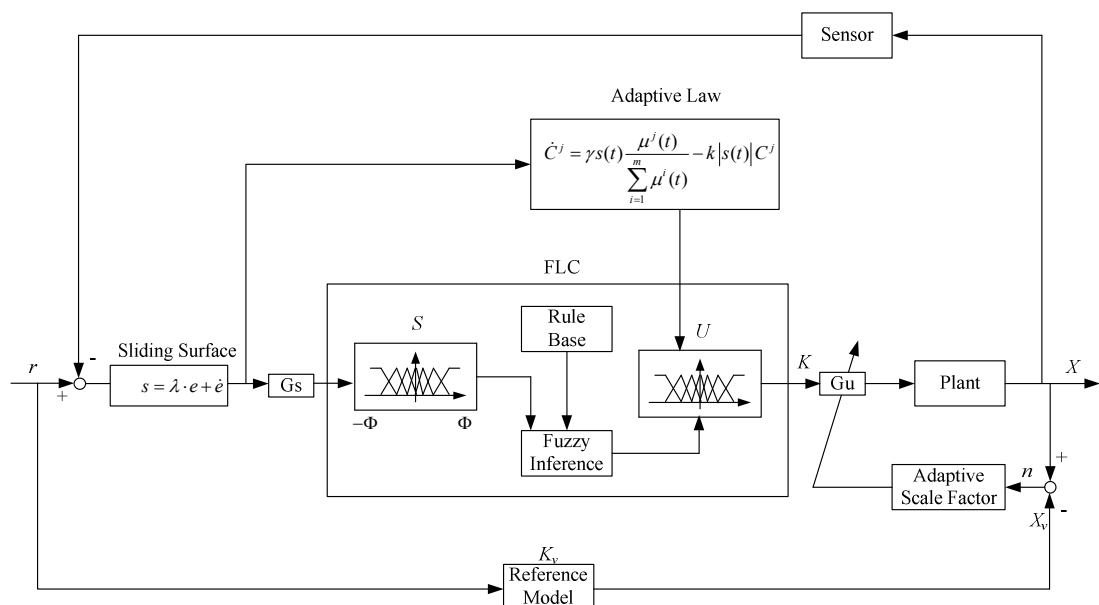 Sensor
Adaptive Law
Ċ^j = γs(t) μ^j(t) / ∑_{i=1}^{m} μ^i(t) − k|s(t)|C^j
FLC
S
Rule
Base
U
r
-
+
Sliding Surface
s = λ·e + ė
Gs
−Φ
Φ
Fuzzy
Inference
K
Gu
Plant
X
+
n
Adaptive
Scale Factor
X_v
-
K_v
Reference
Model